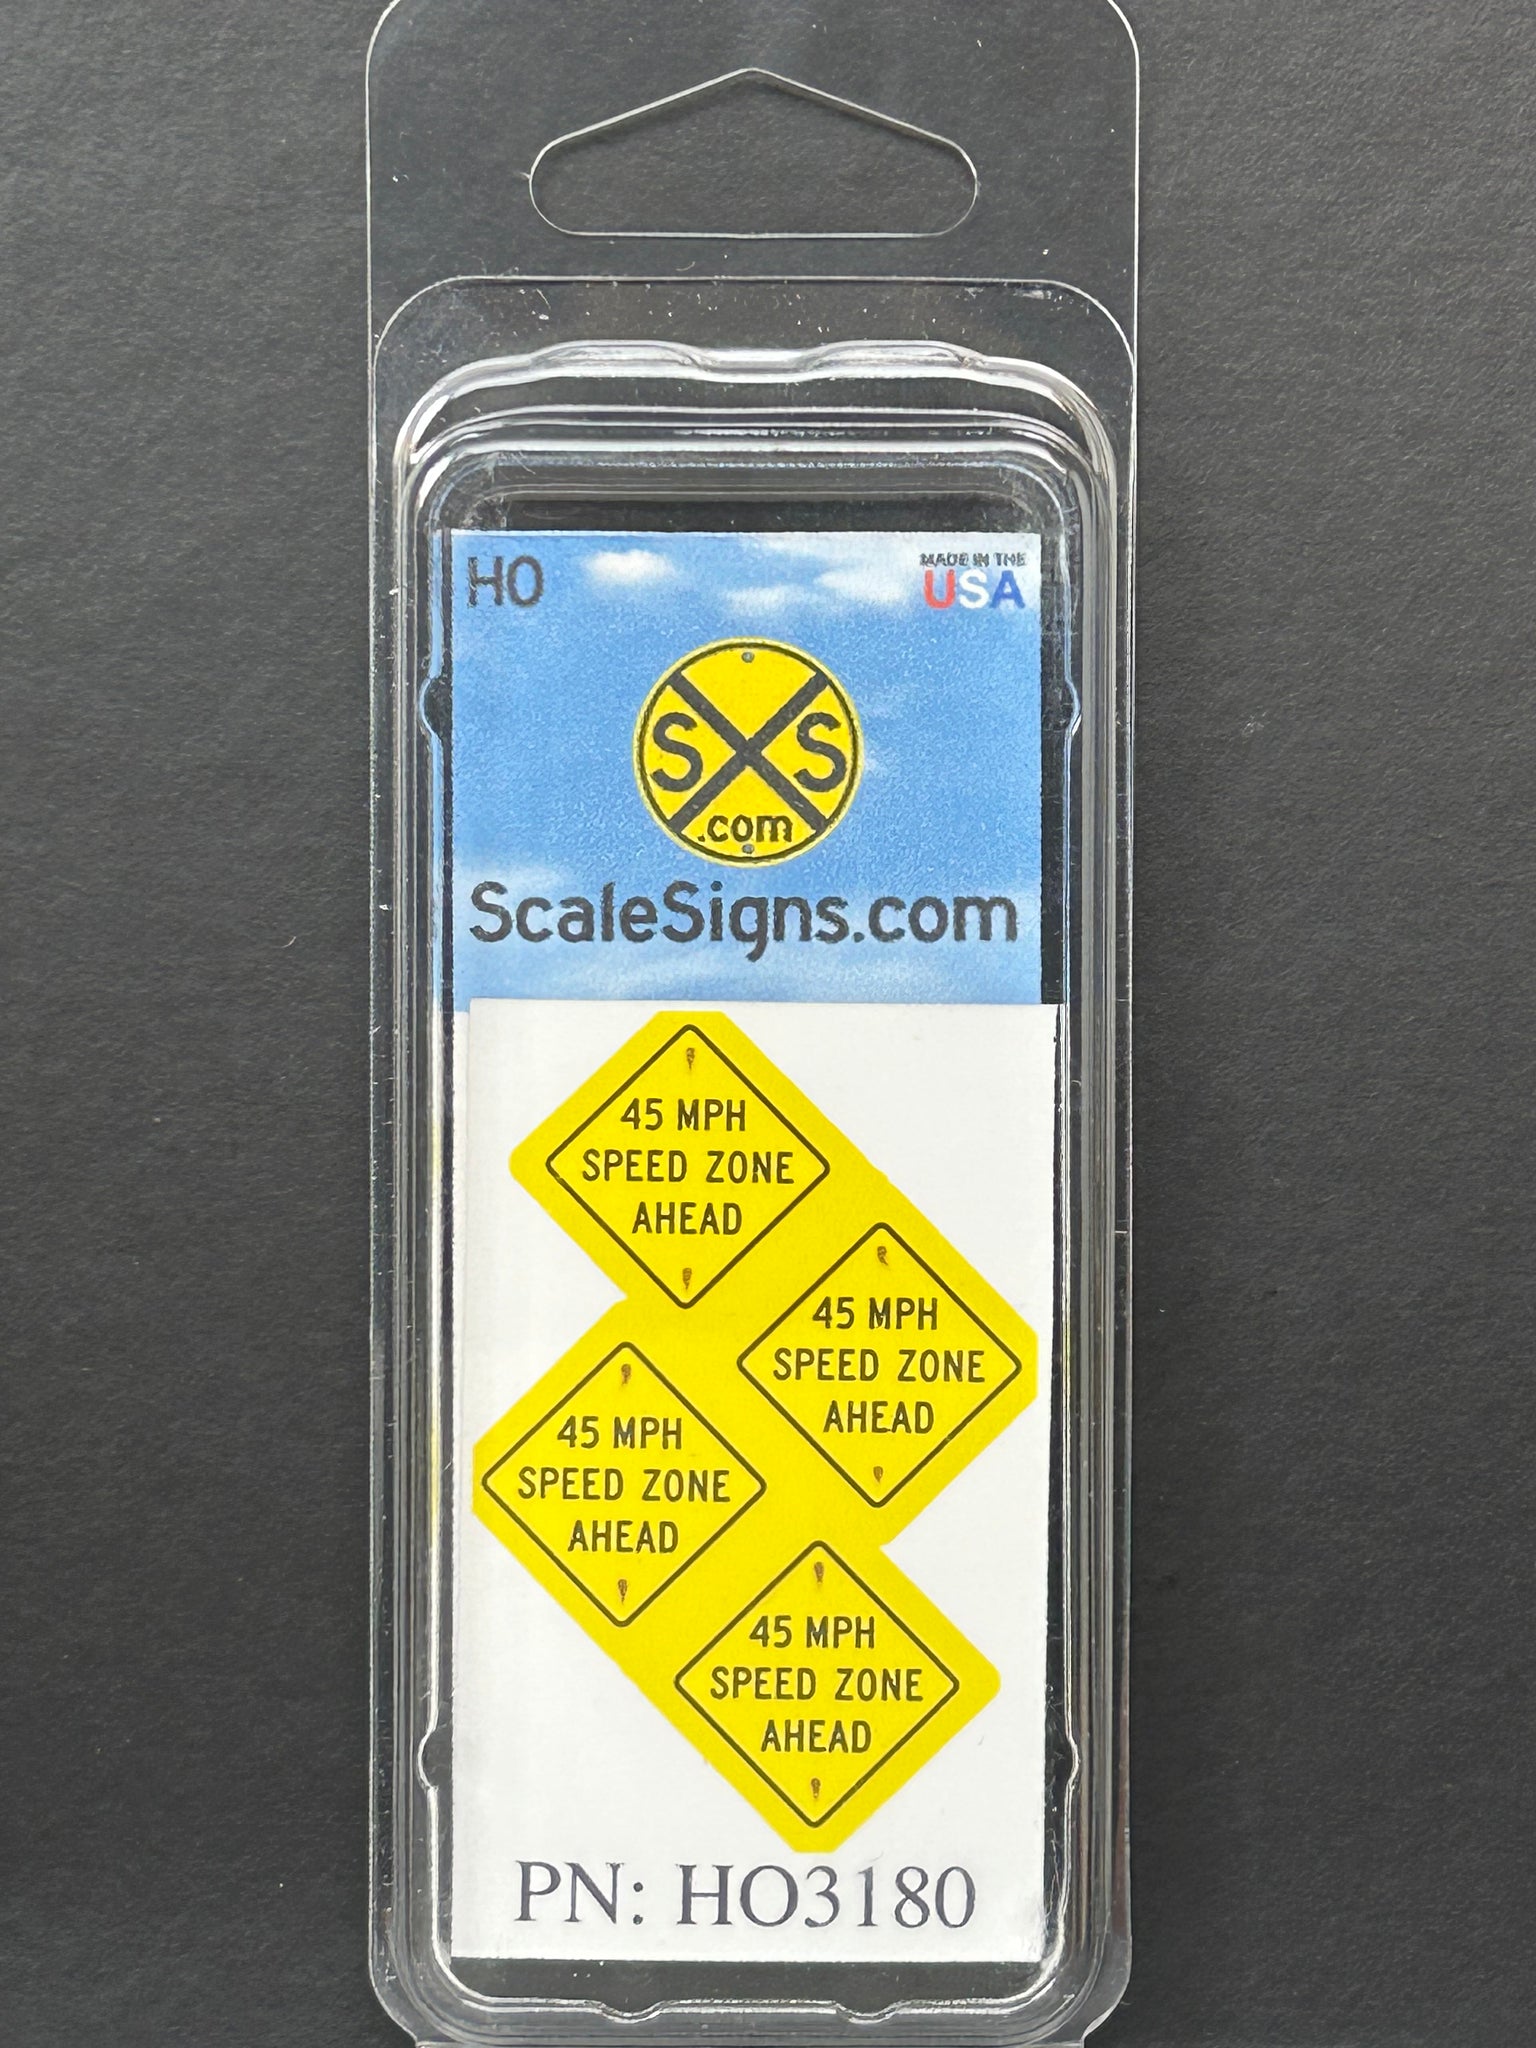 HO
MADE IN THE
USA
S S
.com
ScaleSigns.com
45 MPH
SPEED ZONE
AHEAD
45 MPH
SPEED ZONE
AHEAD
45 MPH
SPEED ZONE
AHEAD
45 MPH
SPEED ZONE
AHEAD
PN: HO3180